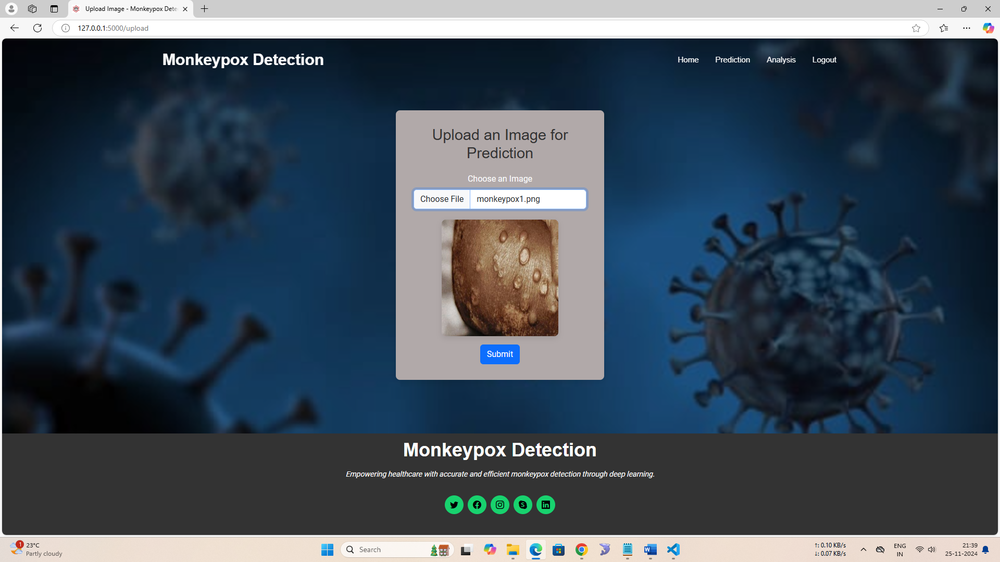 Upload Image - Monkeypox Dete
127.0.0.1:5000/upload
Monkeypox Detection
Home
Prediction
Analysis
Logout
Upload an Image for
Prediction
Choose an Image
Choose File
monkeypox1.png
Submit
Monkeypox Detection
Empowering healthcare with accurate and efficient monkeypox detection through deep learning.
1
23°C
Partly cloudy
Search
↑: 0.10 KB/s
↓: 0.07 KB/s
ENG
IN
21:39
25-11-2024